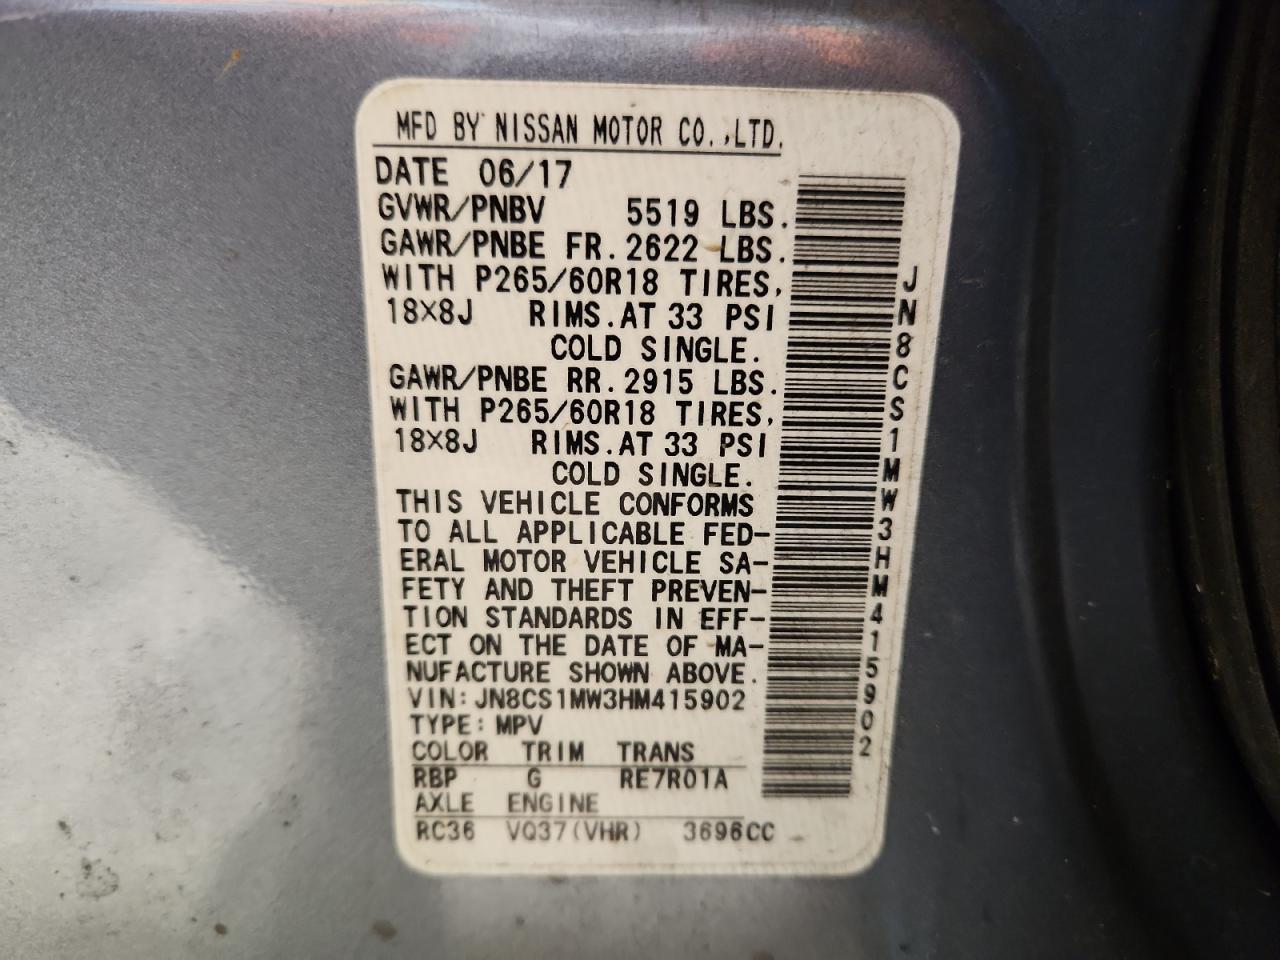 MFD BY NISSAN MOTOR CO.,LTD.
DATE 06/17
GVWR/PNBV 5519 LBS.
GAWR/PNBE FR.2622 LBS.
WITH P265/60R18 TIRES,
18×8J RIMS.AT 33 PSI
COLD SINGLE.
GAWR/PNBE RR.2915 LBS.
WITH P265/60R18 TIRES,
18×8J RIMS.AT 33 PSI
COLD SINGLE.
THIS VEHICLE CONFORMS
TO ALL APPLICABLE FED-
ERAL MOTOR VEHICLE SA-
FETY AND THEFT PREVEN-
TION STANDARDS IN EFF-
ECT ON THE DATE OF MA-
NUFACTURE SHOWN ABOVE.
VIN:JN8CS1MW3HM415902
TYPE:MPV
COLOR TRIM TRANS
RBP G RE7R01A
AXLE ENGINE
RC36 VQ37(VHR) 3696CC
JN8CS1MW3HM415902